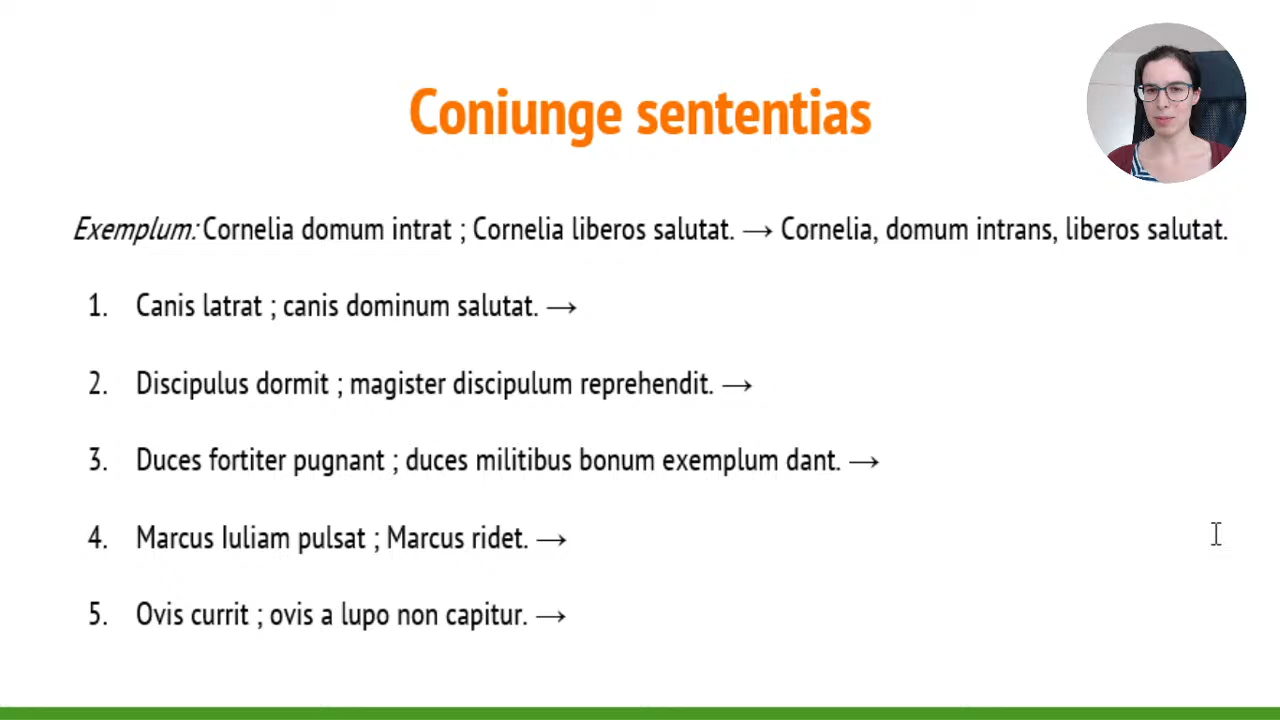 Coniunge sententias
Exemplum: Cornelia domum intrat ; Cornelia liberos salutat. → Cornelia, domum intrans, liberos salutat.
1. Canis latrat ; canis dominum salutat. →
2. Discipulus dormit ; magister discipulum reprehendit. →
3. Duces fortiter pugnant ; duces militibus bonum exemplum dant. →
4. Marcus Iuliam pulsat ; Marcus ridet. →
5. Ovis currit ; ovis a lupo non capitur. →